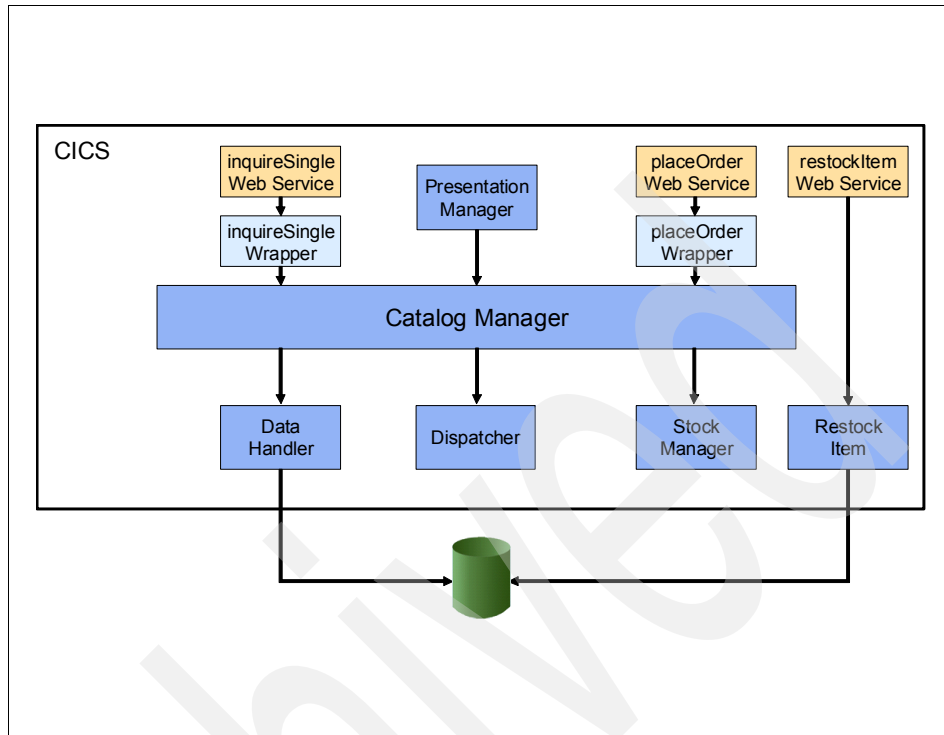 CICS
inquireSingle
Web Service
inquireSingle
Wrapper
Presentation
Manager
placeOrder
Web Service
placeOrder
Wrapper
restockItem
Web Service
Catalog Manager
Data
Handler
Dispatcher
Stock
Manager
Restock
Item
hived